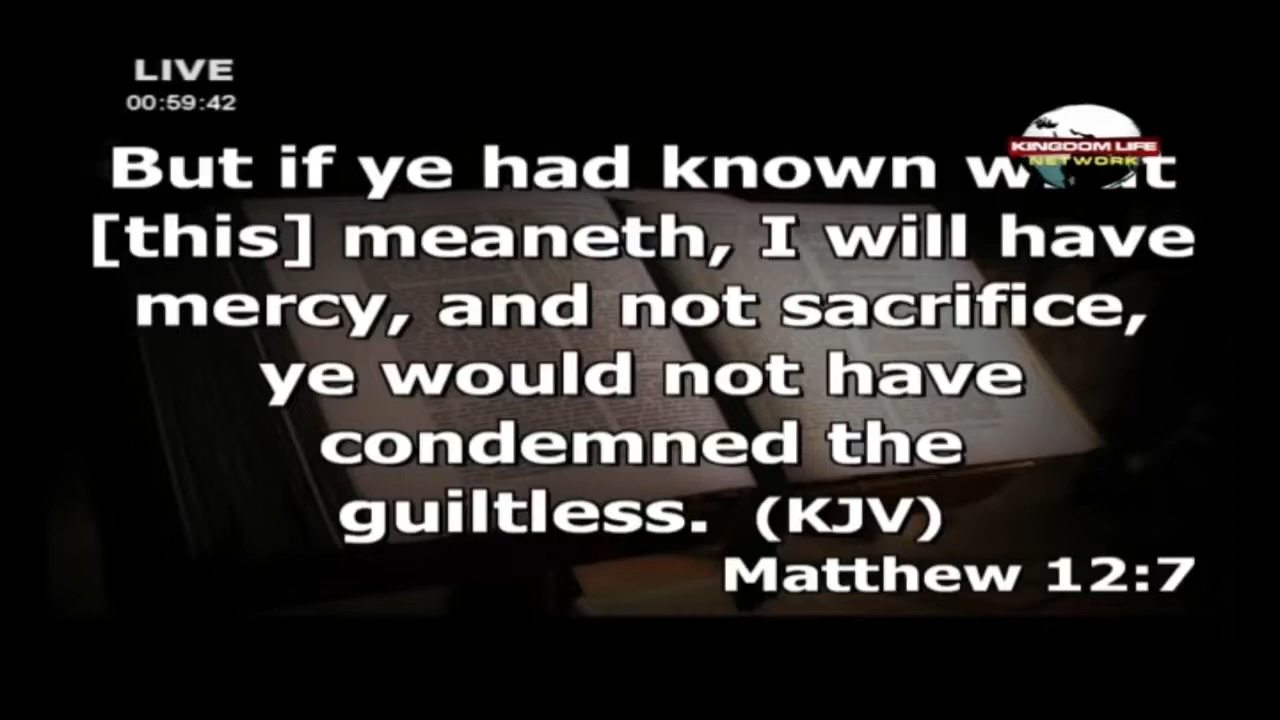 LIVE
00:59:42
KINGDOM LIFE
NETWORK
But if ye had known
[this] meaneth, I will have
mercy, and not sacrifice,
ye would not have
condemned the
guiltless. (KJV)
Matthew 12:7